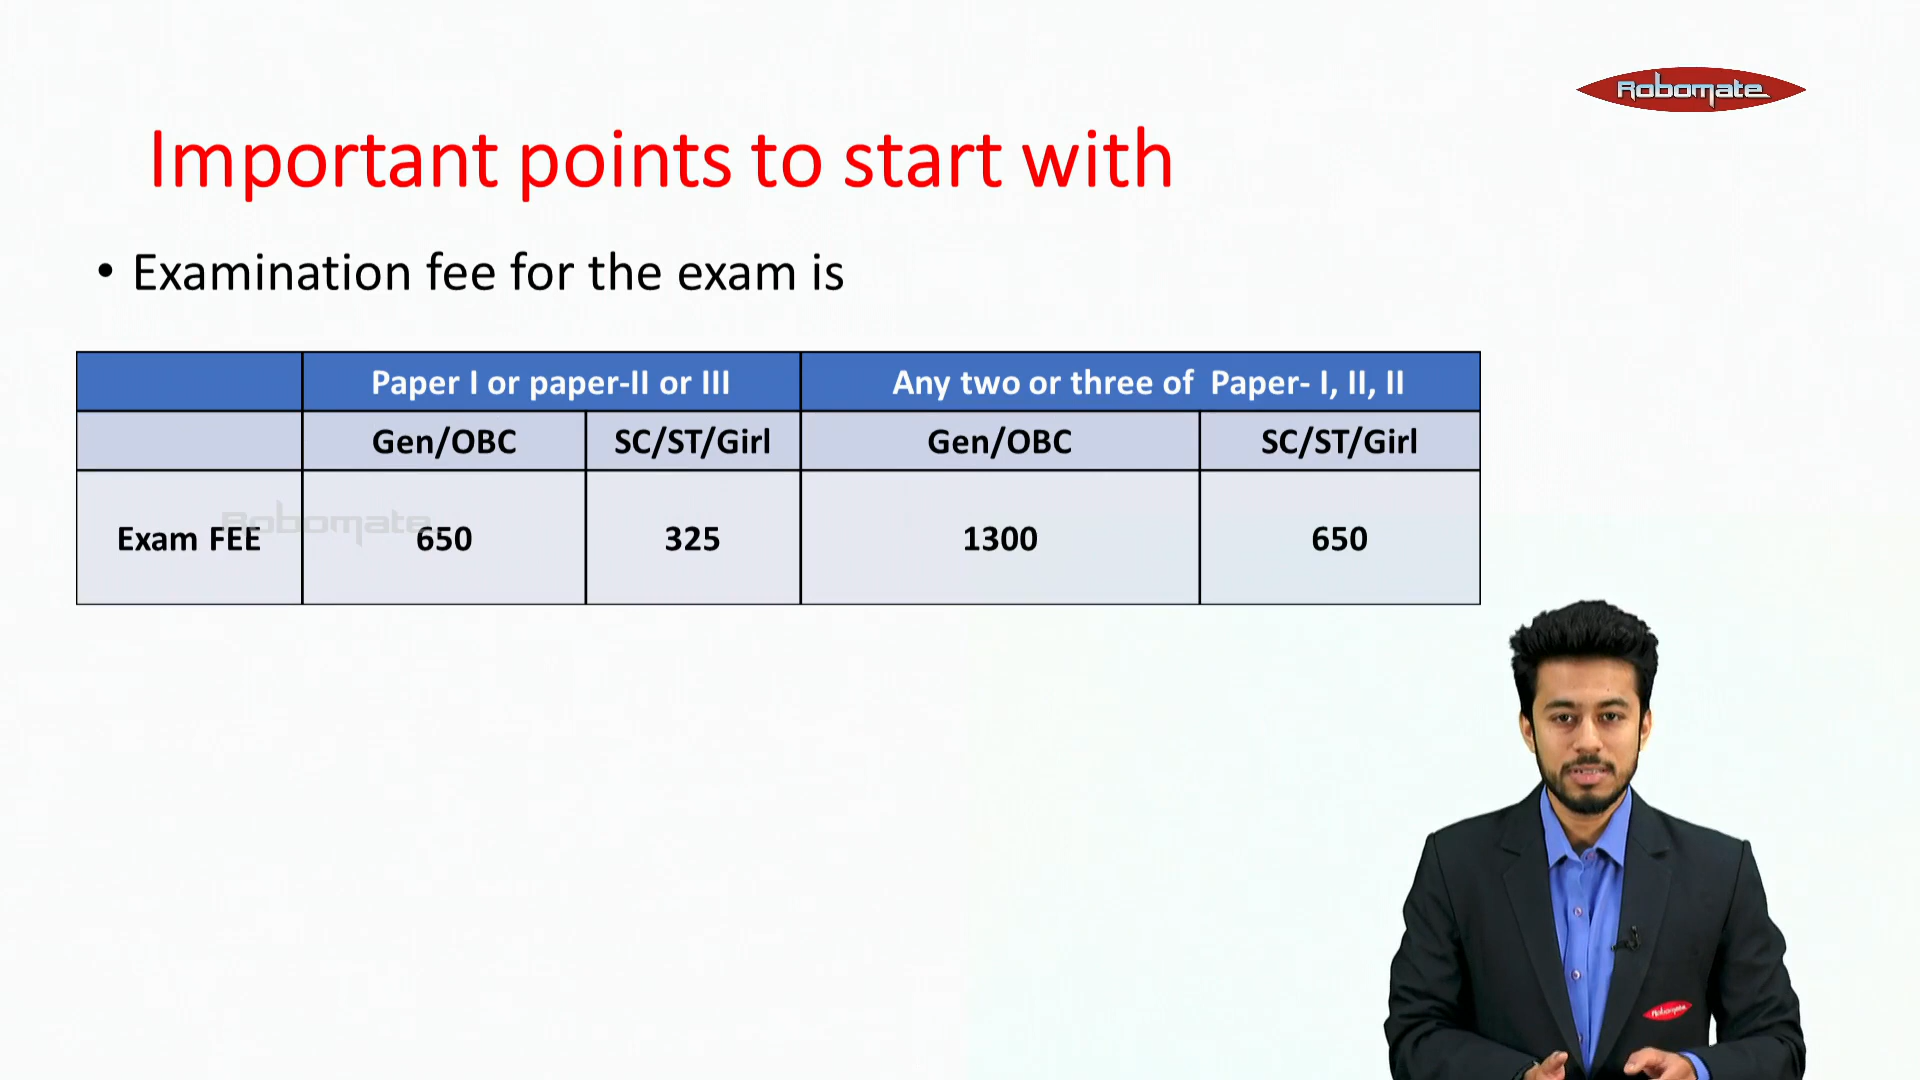 Robomate
Important points to start with
• Examination fee for the exam is
Paper I or paper-II or III Any two or three of Paper- I, II, II
Gen/OBC SC/ST/Girl Gen/OBC SC/ST/Girl
Robomate
Exam FEE 650 325 1300 650
Robomate